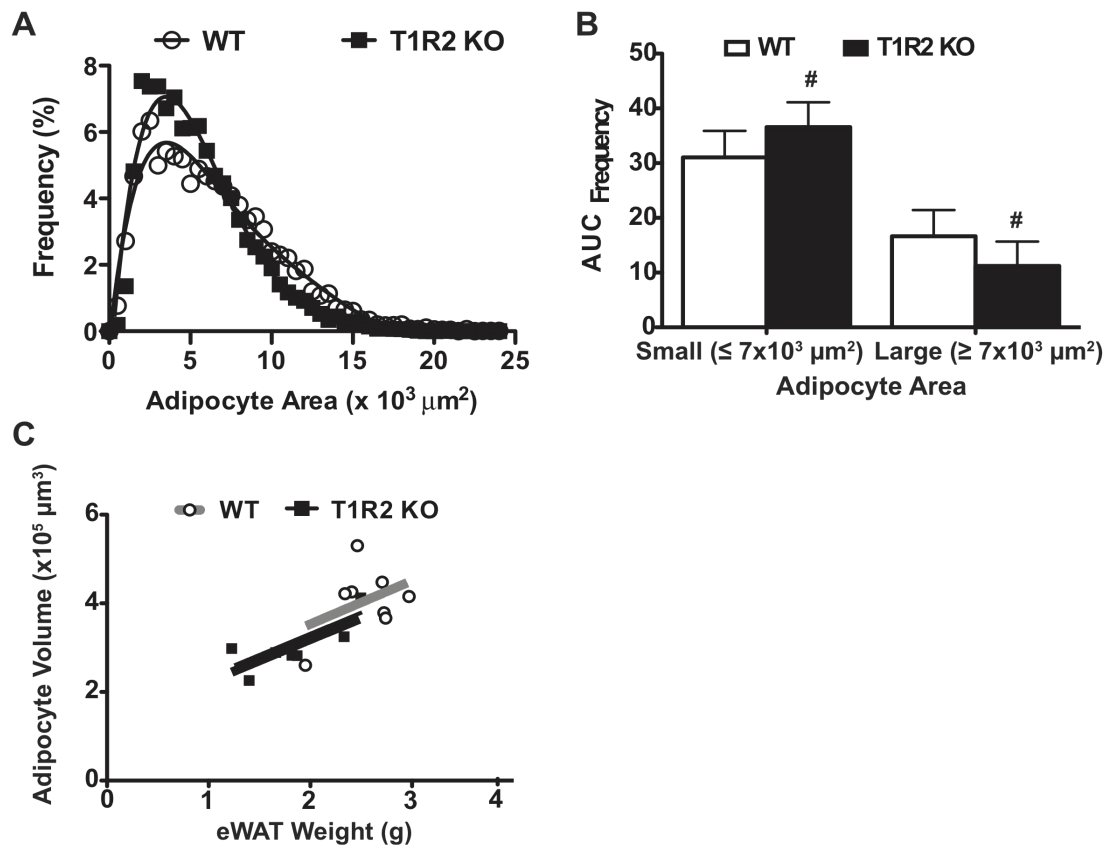 A
WT
T1R2 KO
Frequency (%)
8
6
4
2
0
0
5
10
15
20
25
Adipocyte Area (x 10³ μm²)
B
WT
T1R2 KO
AUC Frequency
50
40
30
20
10
0
#
#
Small (≤ 7x10³ μm²)
Large (≥ 7x10³ μm²)
Adipocyte Area
C
WT
T1R2 KO
Adipocyte Volume (x10⁵ μm³)
6
4
2
0
0
1
2
3
4
eWAT Weight (g)